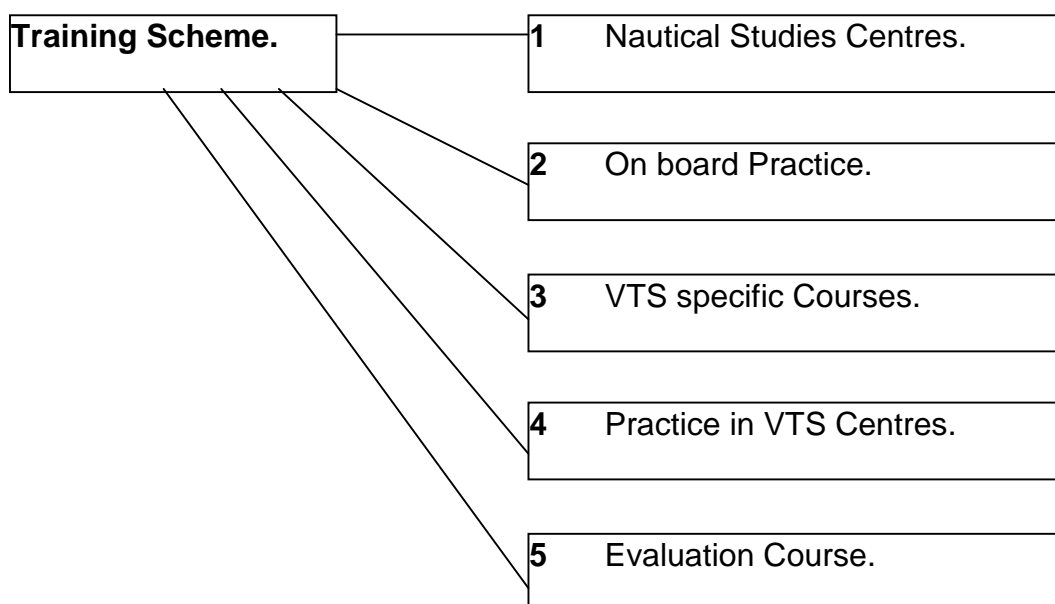 Training Scheme.
1 Nautical Studies Centres.
2 On board Practice.
3 VTS specific Courses.
4 Practice in VTS Centres.
5 Evaluation Course.